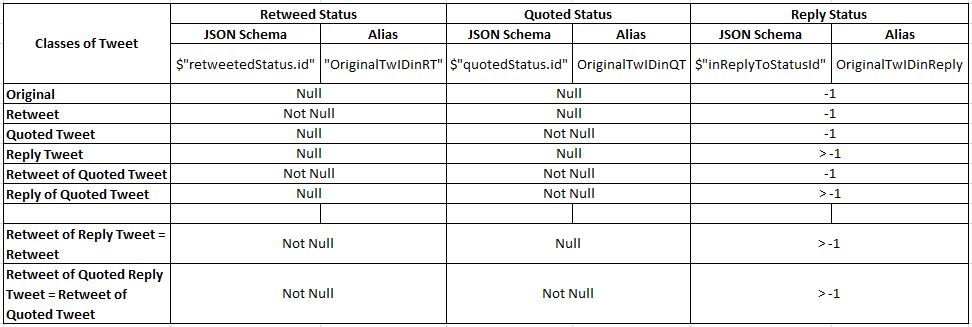 Classes of Tweet
Retweed Status Quoted Status Reply Status
JSON Schema Alias JSON Schema Alias JSON Schema Alias
$"retweetedStatus.id" "OriginalTwIDinRT" $"quotedStatus.id" OriginalTwIDinQT $"inReplyToStatusId" OriginalTwIDinReply
Original Null Null -1
Retweet Not Null Null -1
Quoted Tweet Null Not Null -1
Reply Tweet Null Null >-1
Retweet of Quoted Tweet Not Null Not Null -1
Reply of Quoted Tweet Null Not Null >-1
Retweet of Reply Tweet =
Retweet
Not Null Null >-1
Retweet of Quoted Reply
Tweet = Retweet of
Quoted Tweet
Not Null Not Null >-1